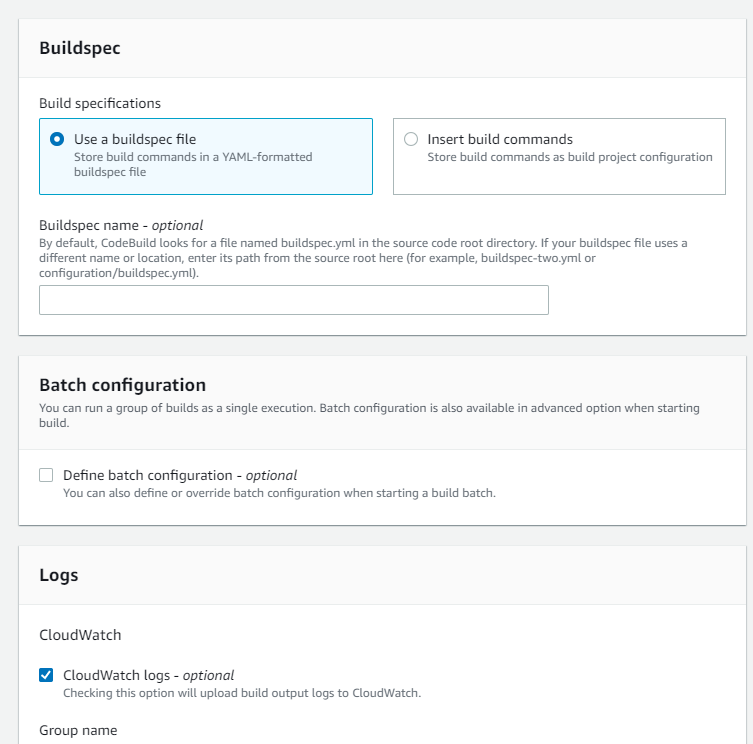 Buildspec
Build specifications
Use a buildspec file
Store build commands in a YAML-formatted
buildspec file
Insert build commands
Store build commands as build project configuration
Buildspec name - optional
By default, CodeBuild looks for a file named buildspec.yml in the source code root directory. If your buildspec file uses a
different name or location, enter its path from the source root here (for example, buildspec-two.yml or
configuration/buildspec.yml).
Batch configuration
You can run a group of builds as a single execution. Batch configuration is also available in advanced option when starting
build.
Define batch configuration - optional
You can also define or override batch configuration when starting a build batch.
Logs
CloudWatch
CloudWatch logs - optional
Checking this option will upload build output logs to CloudWatch.
Group name